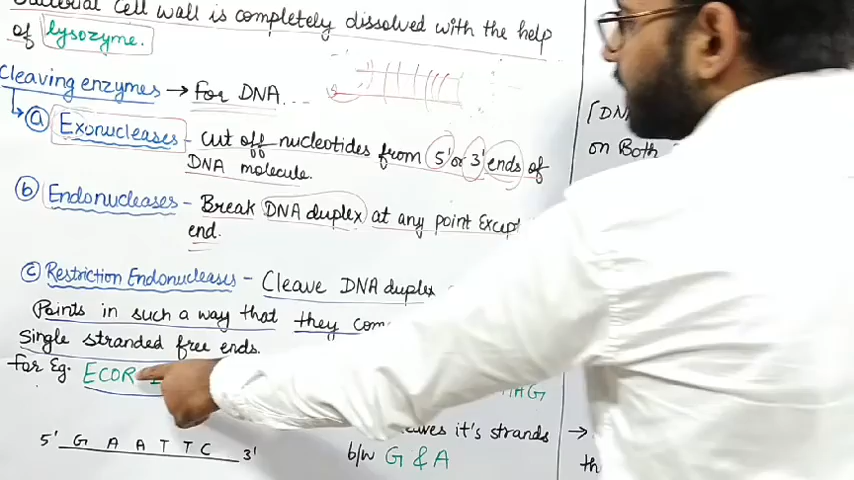 Cell wall is completely dissolved with the help
of lysozyme.
Cleaving enzymes → For DNA...
(a) Exonucleases - Cut off nucleotides from 5' or 3' ends of
DNA molecule.
(b) Endonucleases - Break DNA duplex at any point Except
end.
(c) Restriction Endonucleases - Cleave DNA duplex
Points in such a way that they com
Single stranded free ends.
For Eg. ECOR
5' G A A T T C 3'
it's strands
b/w G & A
on Both
→
th